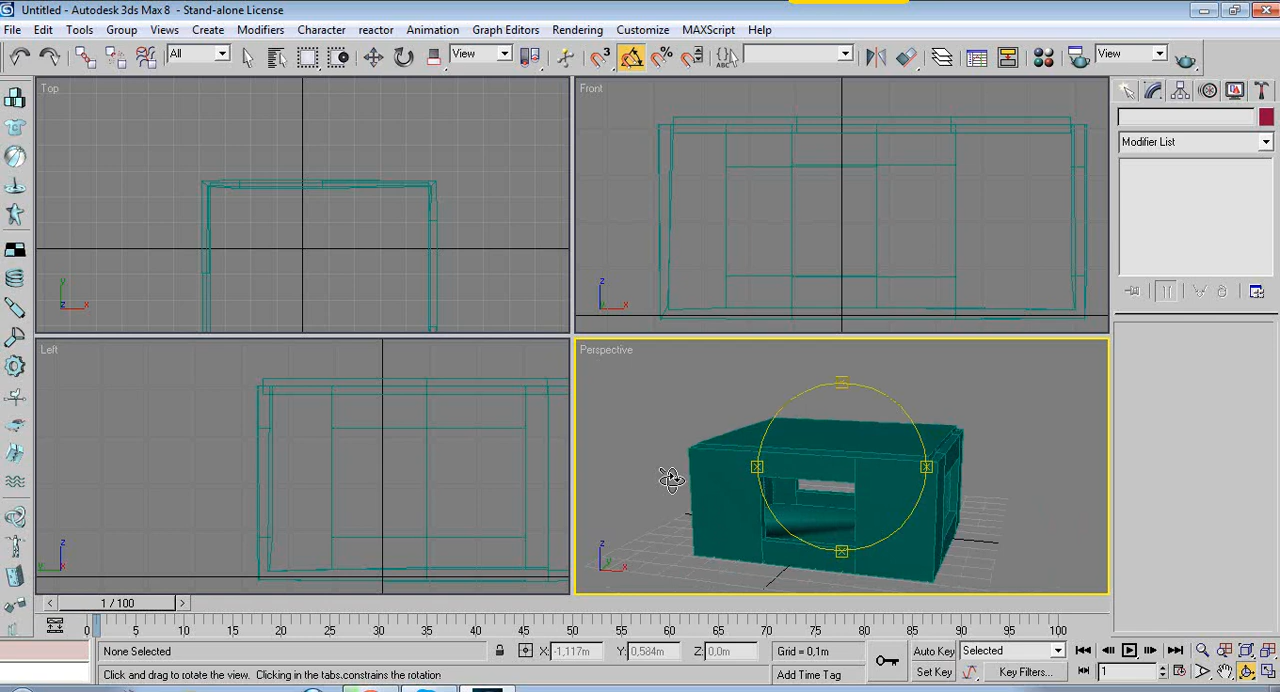 Untitled - Autodesk 3ds Max 8 - Stand-alone License
File Edit Tools Group Views Create Modifiers Character reactor Animation Graph Editors Rendering Customize MAXScript Help
All View View
Top
Front
Modifier List
z x y
z x y
Left
Perspective
z y x
z y x
1 / 100
0 5 10 15 20 25 30 35 40 45 50 55 60 65 70 75 80 85 90 95 100
None Selected X: -1,117m Y: 0,584m Z: 0,0m Grid = 0,1m Auto Key Selected
Click and drag to rotate the view. Clicking in the tabs constrains the rotation Add Time Tag Set Key Key Filters... 1